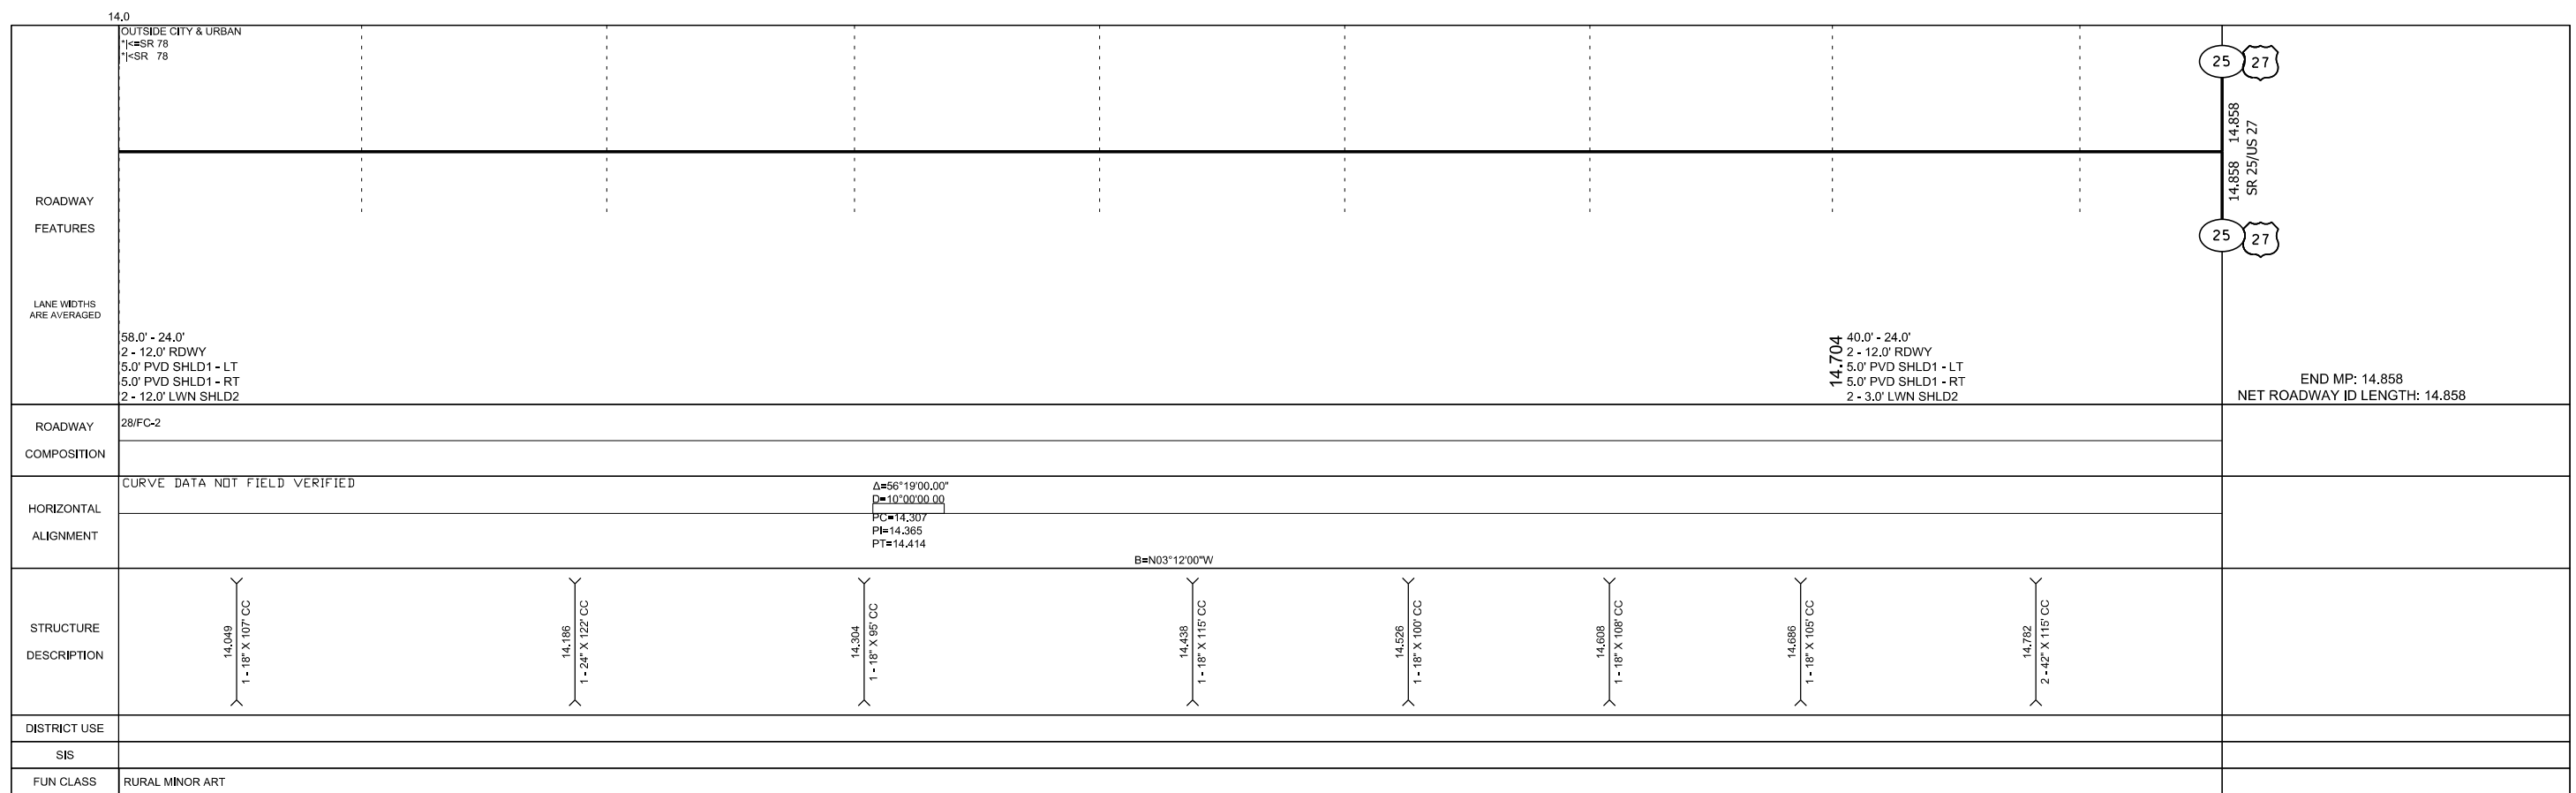 14.0
OUTSIDE CITY & URBAN
*|<=SR 78
*|<SR 78
25
27
14.858
14.858
SR 25/US 27
25
27
ROADWAY
FEATURES
LANE WIDTHS
ARE AVERAGED
58.0' - 24.0'
2 - 12.0' RDWY
5.0' PVD SHLD1 - LT
5.0' PVD SHLD1 - RT
2 - 12.0' LWN SHLD2
14.704
40.0' - 24.0'
2 - 12.0' RDWY
5.0' PVD SHLD1 - LT
5.0' PVD SHLD1 - RT
2 - 3.0' LWN SHLD2
END MP: 14.858
NET ROADWAY ID LENGTH: 14.858
ROADWAY
COMPOSITION
28/FC-2
HORIZONTAL
ALIGNMENT
CURVE DATA NOT FIELD VERIFIED
Δ=56°19'00.00"
D=10°00'00.00
PC=14.307
PI=14.365
PT=14.414
B=N03°12'00"W
STRUCTURE
DESCRIPTION
14.049
1 - 18" X 107' CC
14.186
1 - 24" X 122' CC
14.304
1 - 18" X 95' CC
14.438
1 - 18" X 115' CC
14.526
1 - 18" X 100' CC
14.608
1 - 18" X 108' CC
14.686
1 - 18" X 105' CC
14.782
2 - 42" X 115' CC
DISTRICT USE
SIS
FUN CLASS
RURAL MINOR ART